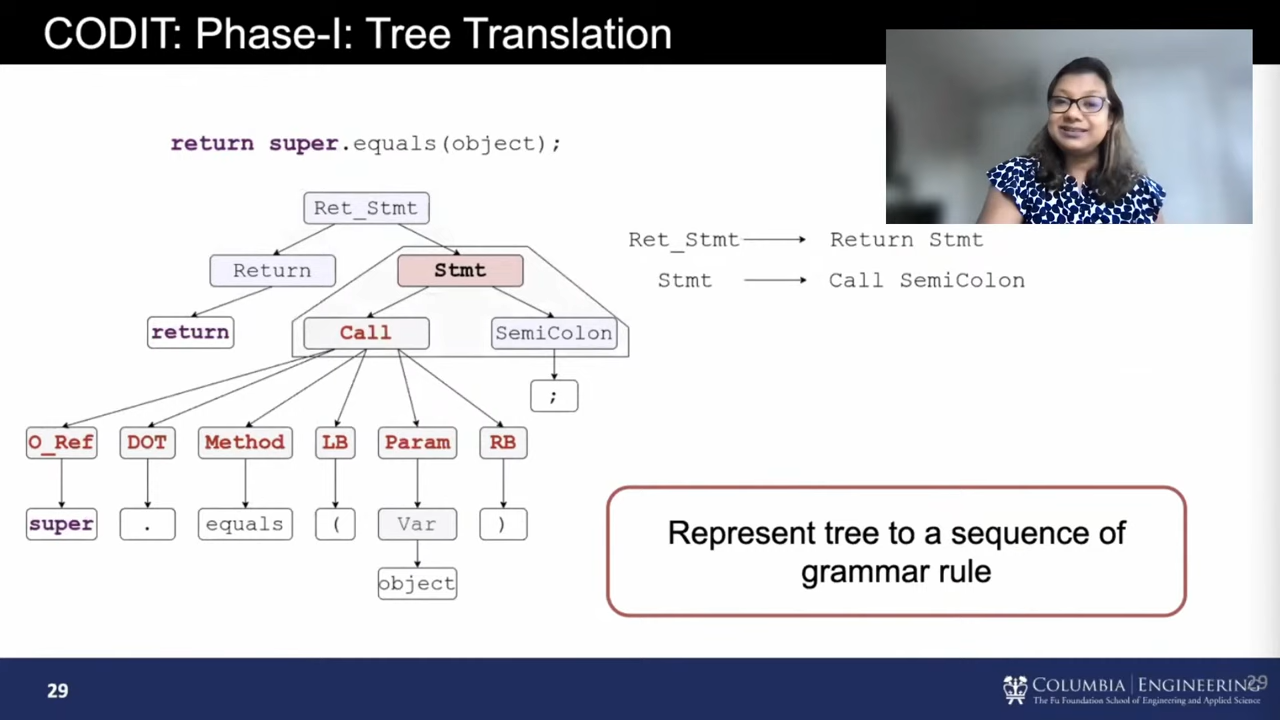 CODIT: Phase-I: Tree Translation
return super.equals(object);
Ret_Stmt
Return Stmt
return Call SemiColon
;
O_Ref DOT Method LB Param RB
super . equals ( Var )
object
Ret_Stmt Return Stmt
Stmt Call SemiColon
Represent tree to a sequence of
grammar rule
29
COLUMBIA | ENGINEERING
The Fu Foundation School of Engineering and Applied Science
29